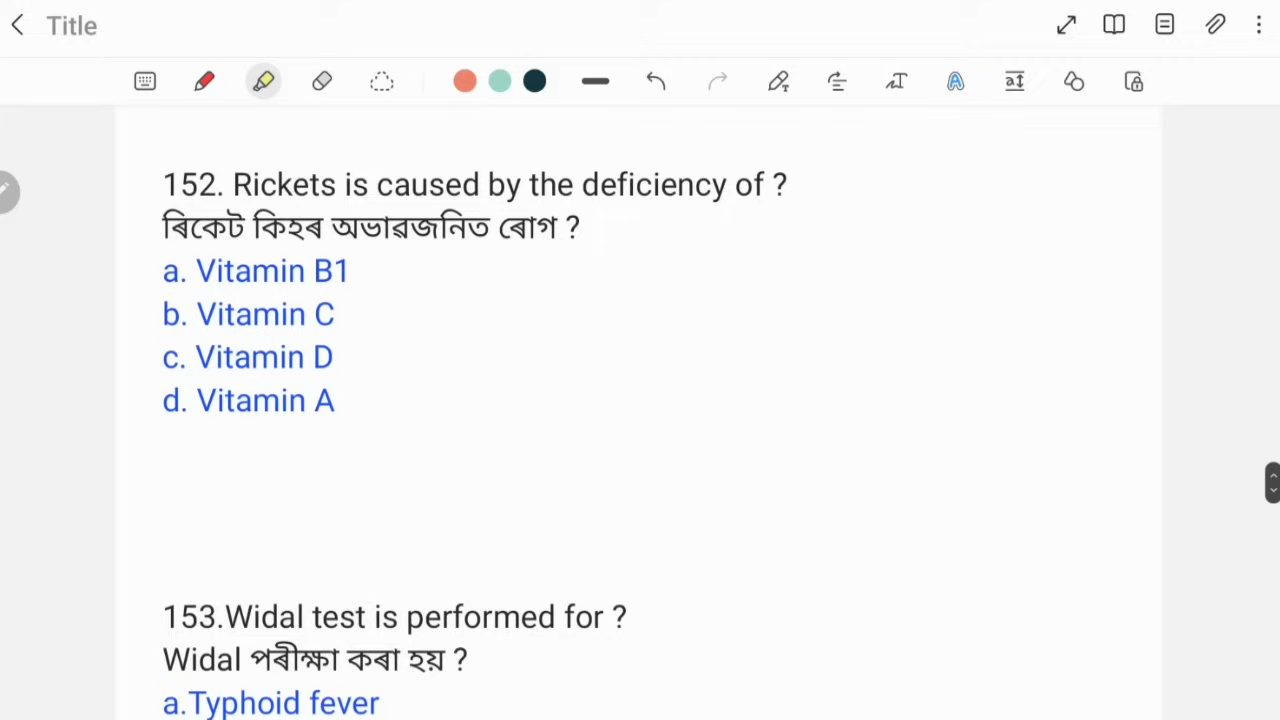 Title
152. Rickets is caused by the deficiency of ?
ৰিকেট কিহৰ অভাৱজনিত ৰোগ ?
a. Vitamin B1
b. Vitamin C
c. Vitamin D
d. Vitamin A
153.Widal test is performed for ?
Widal পৰীক্ষা কৰা হয় ?
a.Typhoid fever